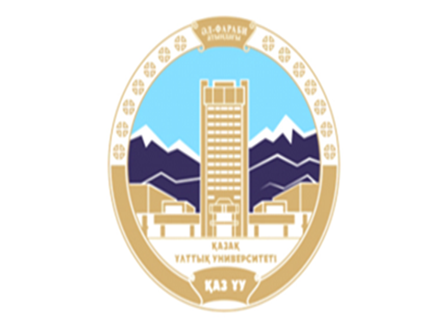 ӘЛ-ФАРАБИ
АТЫНДАҒЫ
ҚАЗАҚ
ҰЛТТЫҚ УНИВЕРСИТЕТІ
ҚАЗ ҰУ